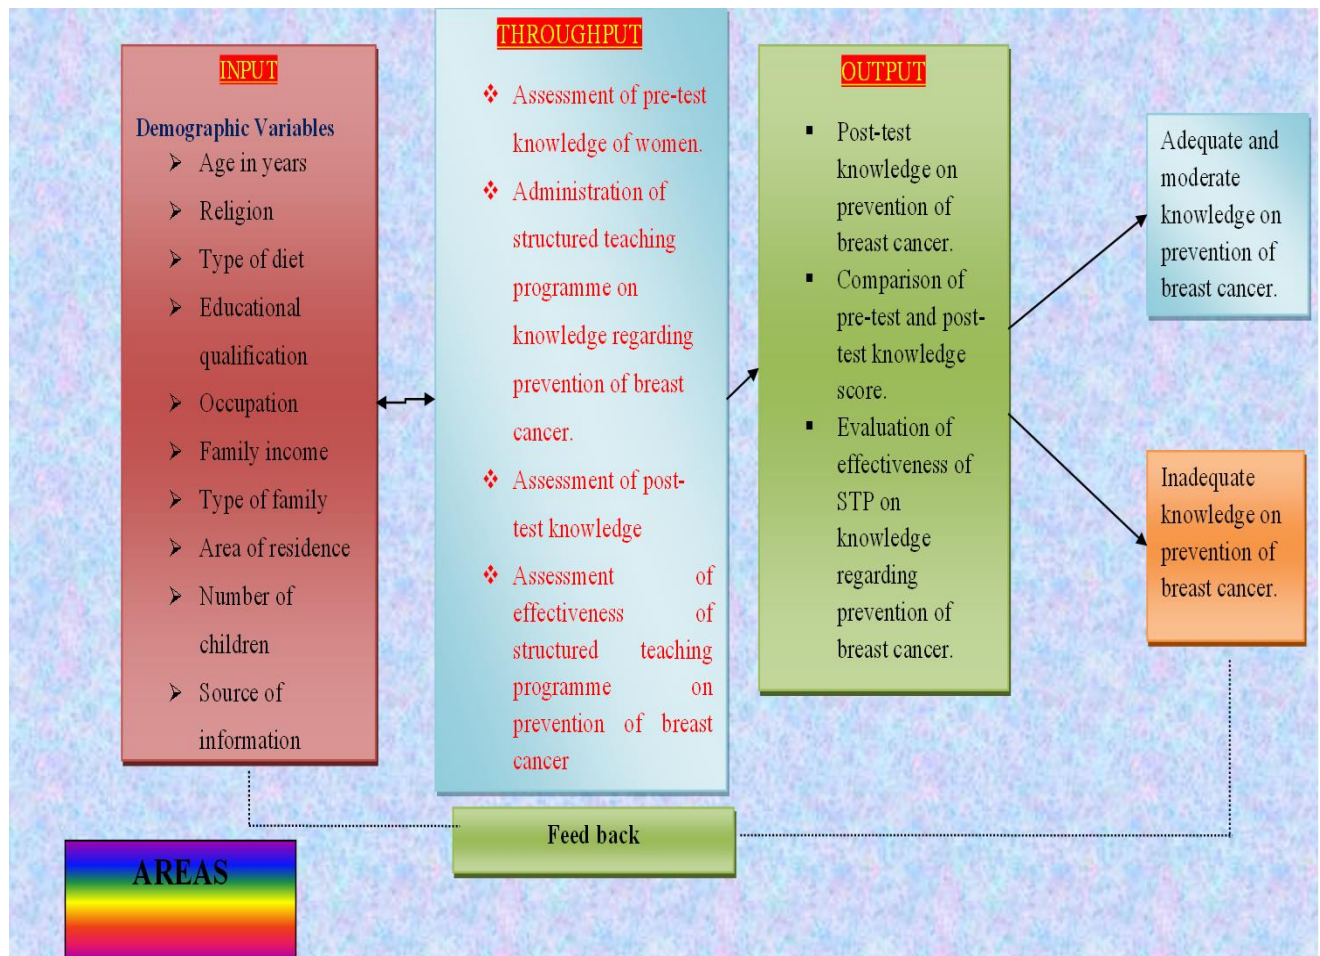 INPUT
Demographic Variables
➢ Age in years
➢ Religion
➢ Type of diet
➢ Educational
qualification
➢ Occupation
➢ Family income
➢ Type of family
➢ Area of residence
➢ Number of
children
➢ Source of
information
THROUGHPUT
❖ Assessment of pre-test
knowledge of women.
❖ Administration of
structured teaching
programme on
knowledge regarding
prevention of breast
cancer.
❖ Assessment of post-
test knowledge
❖ Assessment of
effectiveness of
structured teaching
programme on
prevention of breast
cancer
OUTPUT
▪ Post-test
knowledge on
prevention of
breast cancer.
▪ Comparison of
pre-test and post-
test knowledge
score.
▪ Evaluation of
effectiveness of
STP on
knowledge
regarding
prevention of
breast cancer.
Adequate and
moderate
knowledge on
prevention of
breast cancer.
Inadequate
knowledge on
prevention of
breast cancer.
Feed back
AREAS